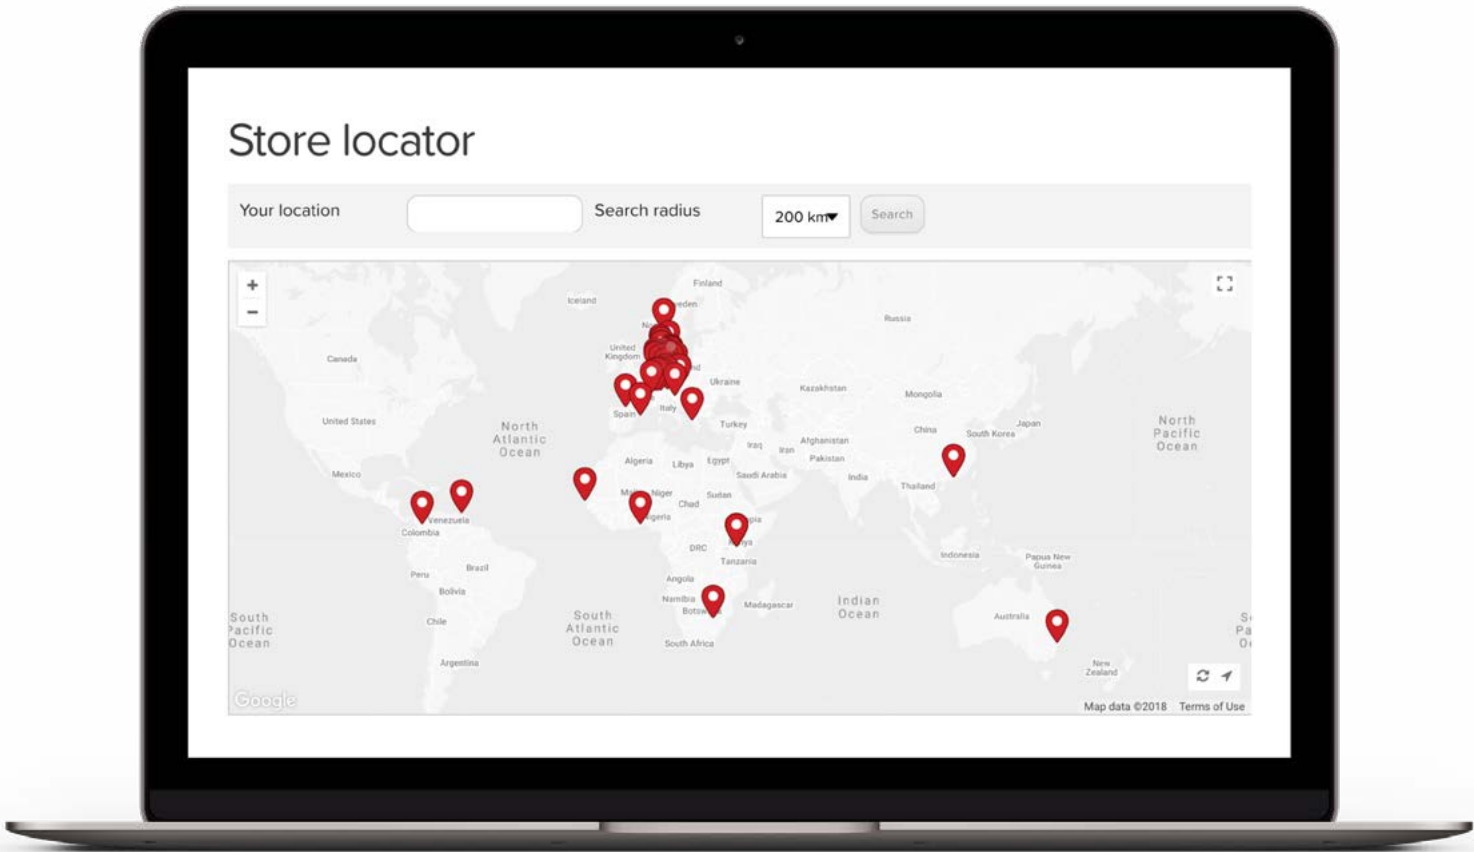 Store locator
Your location
Search radius
200 km
Search
+
−
Finland
Iceland
eden
Russia
United
Kingdom
Canada
Ukraine
Kazakhstan
Mongolia
Spain
Italy
United States
North
Atlantic
Ocean
Turkey
China
South Korea
Japan
North
Pacific
Ocean
Iraq
Iran
Afghanistan
Pakistan
Algeria
Libya
Egypt
Saudi Arabia
India
Thailand
Mexico
Niger
Chad
Sudan
geria
Venezuela
Colombia
DRC
Tanzania
Indonesia
Papua New
Guinea
Peru
Brazil
Bolivia
Angola
Namibia
Botsw
Madagascar
Indian
Ocean
Chile
South
Pacific
Ocean
South
Atlantic
Ocean
South Africa
Australia
Argentina
New
Zealand
Google
Map data ©2018
Terms of Use